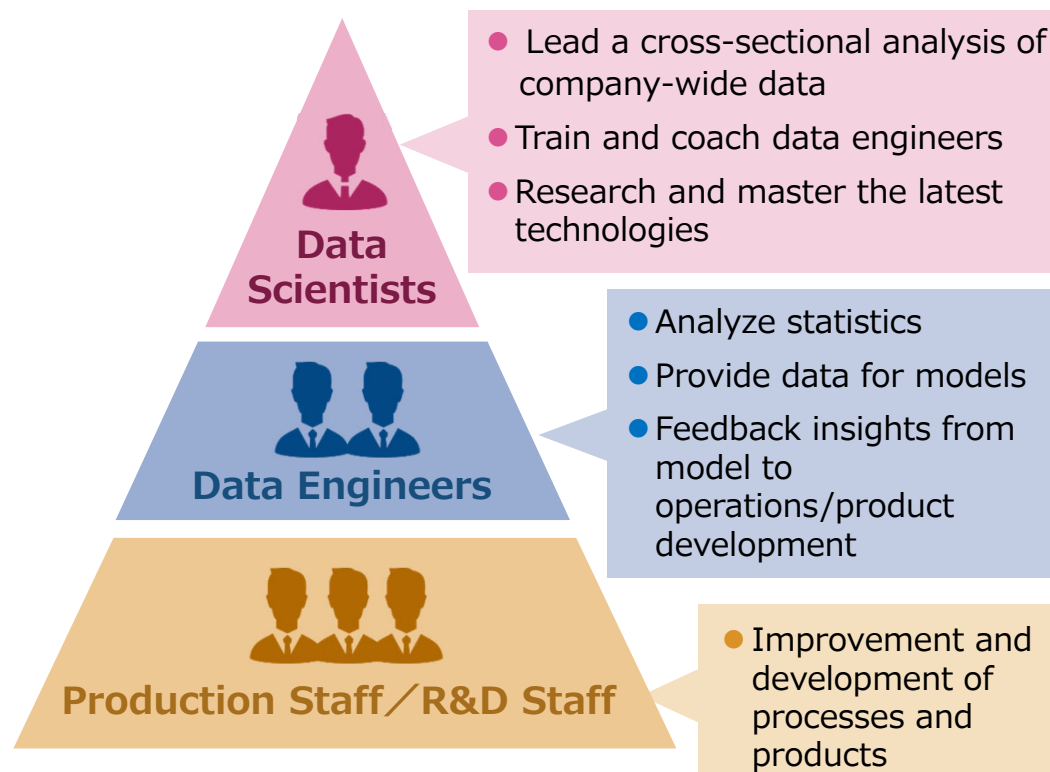 ● Lead a cross-sectional analysis of
company-wide data
● Train and coach data engineers
● Research and master the latest
technologies
Data
Scientists
● Analyze statistics
● Provide data for models
● Feedback insights from
model to
operations/product
development
Data Engineers
● Improvement and
development of
processes and
products
Production Staff／R&D Staff